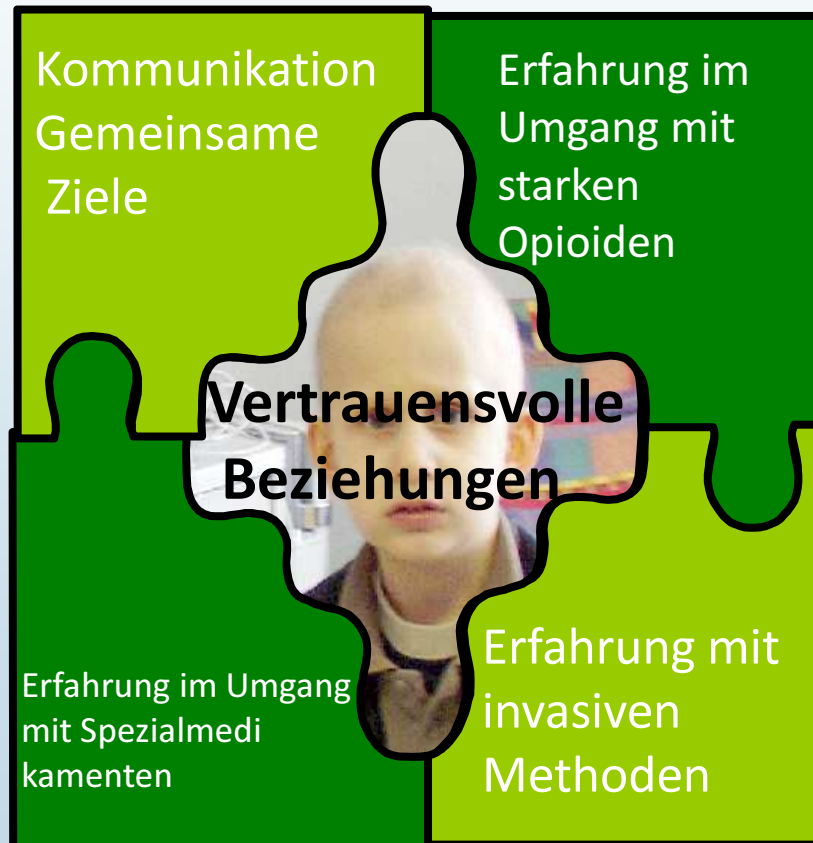 Kommunikation
Gemeinsame
Ziele
Erfahrung im
Umgang mit
starken
Opioiden
Vertrauensvolle
Beziehungen
Erfahrung im Umgang
mit Spezialmedi
kamenten
Erfahrung mit
invasiven
Methoden